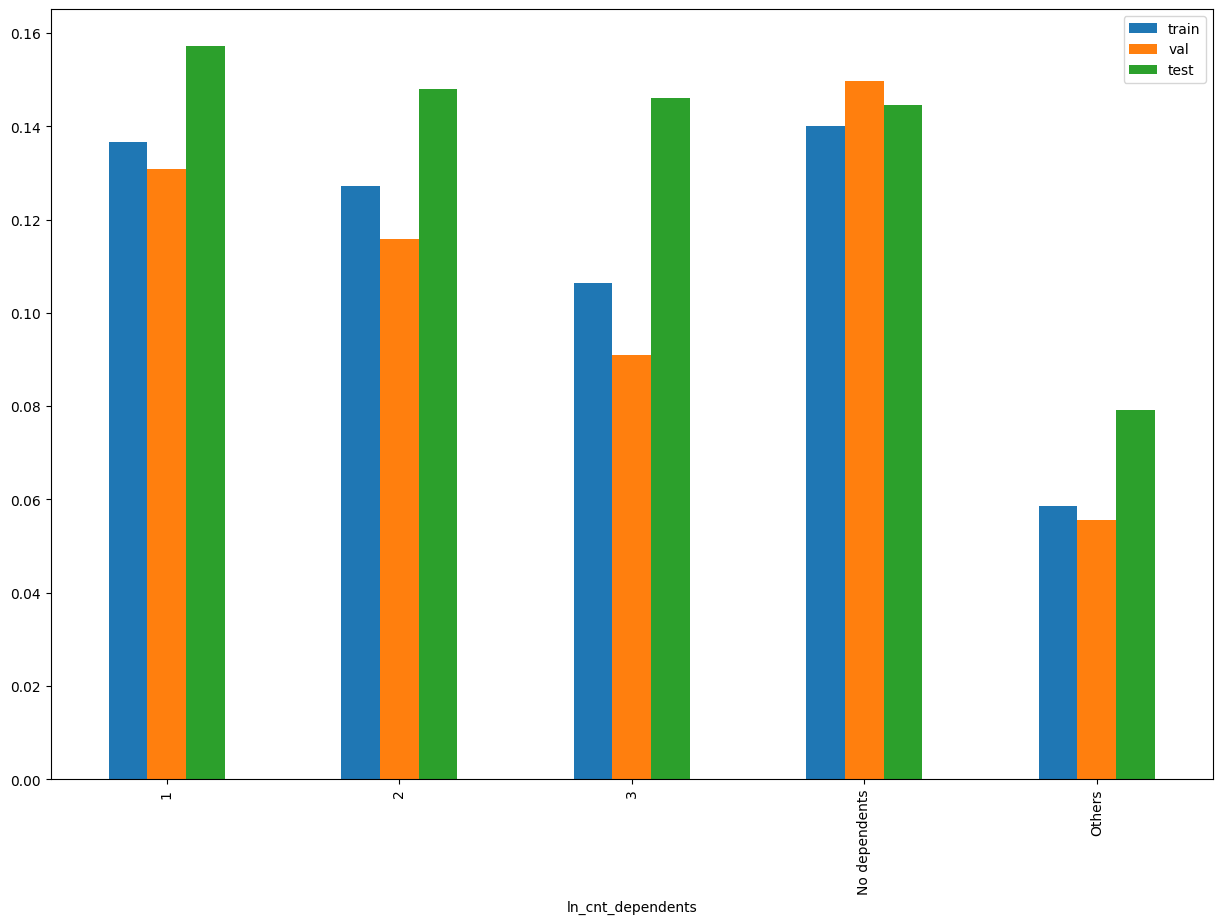 0.16
0.14
0.12
0.10
0.08
0.06
0.04
0.02
0.00
train
val
test
1
2
3
No dependents
Others
ln_cnt_dependents